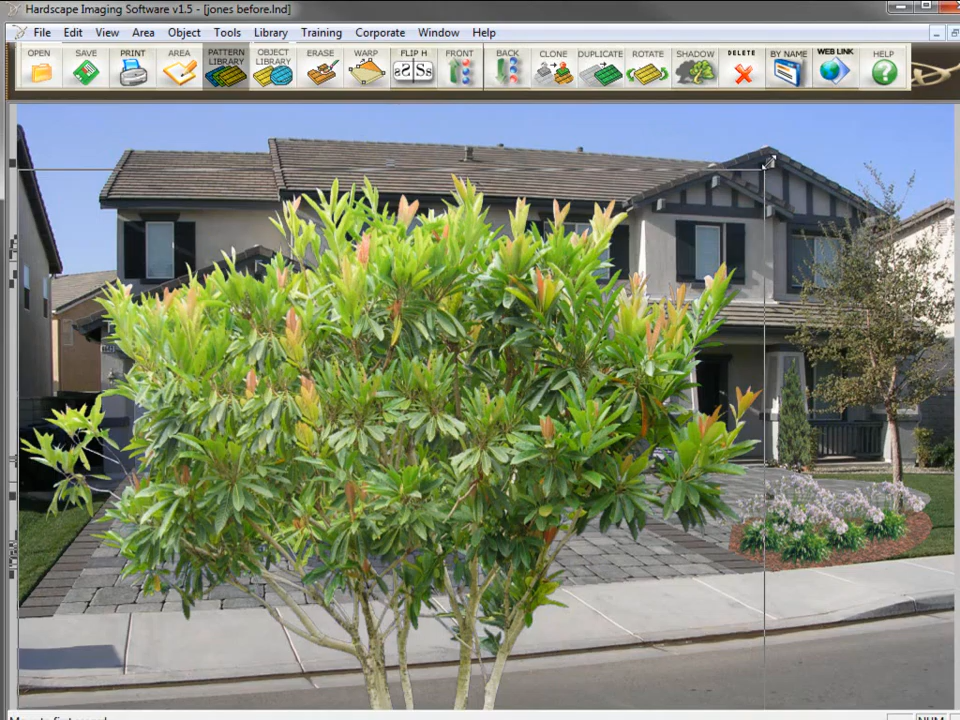 Hardscape Imaging Software v1.5 - [jones before.lnd]
File Edit View Area Object Tools Library Training Corporate Window Help
OPEN SAVE PRINT AREA PATTERN LIBRARY OBJECT LIBRARY ERASE WARP FLIP H FRONT BACK CLONE DUPLICATE ROTATE SHADOW DELETE BY NAME WEB LINK HELP
NUM